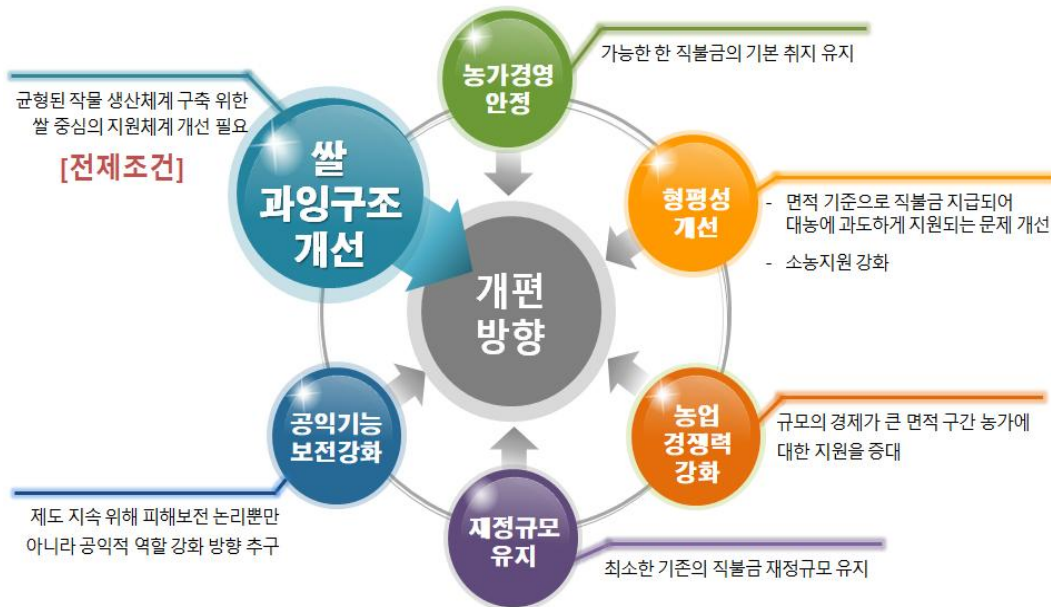 농가경영
안정
가능한 한 직불금의 기본 취지 유지
균형된 작물 생산체계 구축 위한
쌀 중심의 지원체계 개선 필요
[전제조건]
쌀
과잉구조
개선
형평성
개선
- 면적 기준으로 직불금 지급되어
대농에 과도하게 지원되는 문제 개선
- 소농지원 강화
개편
방향
공익기능
보전강화
제도 지속 위해 피해보전 논리뿐만
아니라 공익적 역할 강화 방향 추구
농업
경쟁력
강화
규모의 경제가 큰 면적 구간 농가에
대한 지원을 증대
재정규모
유지
최소한 기존의 직불금 재정규모 유지